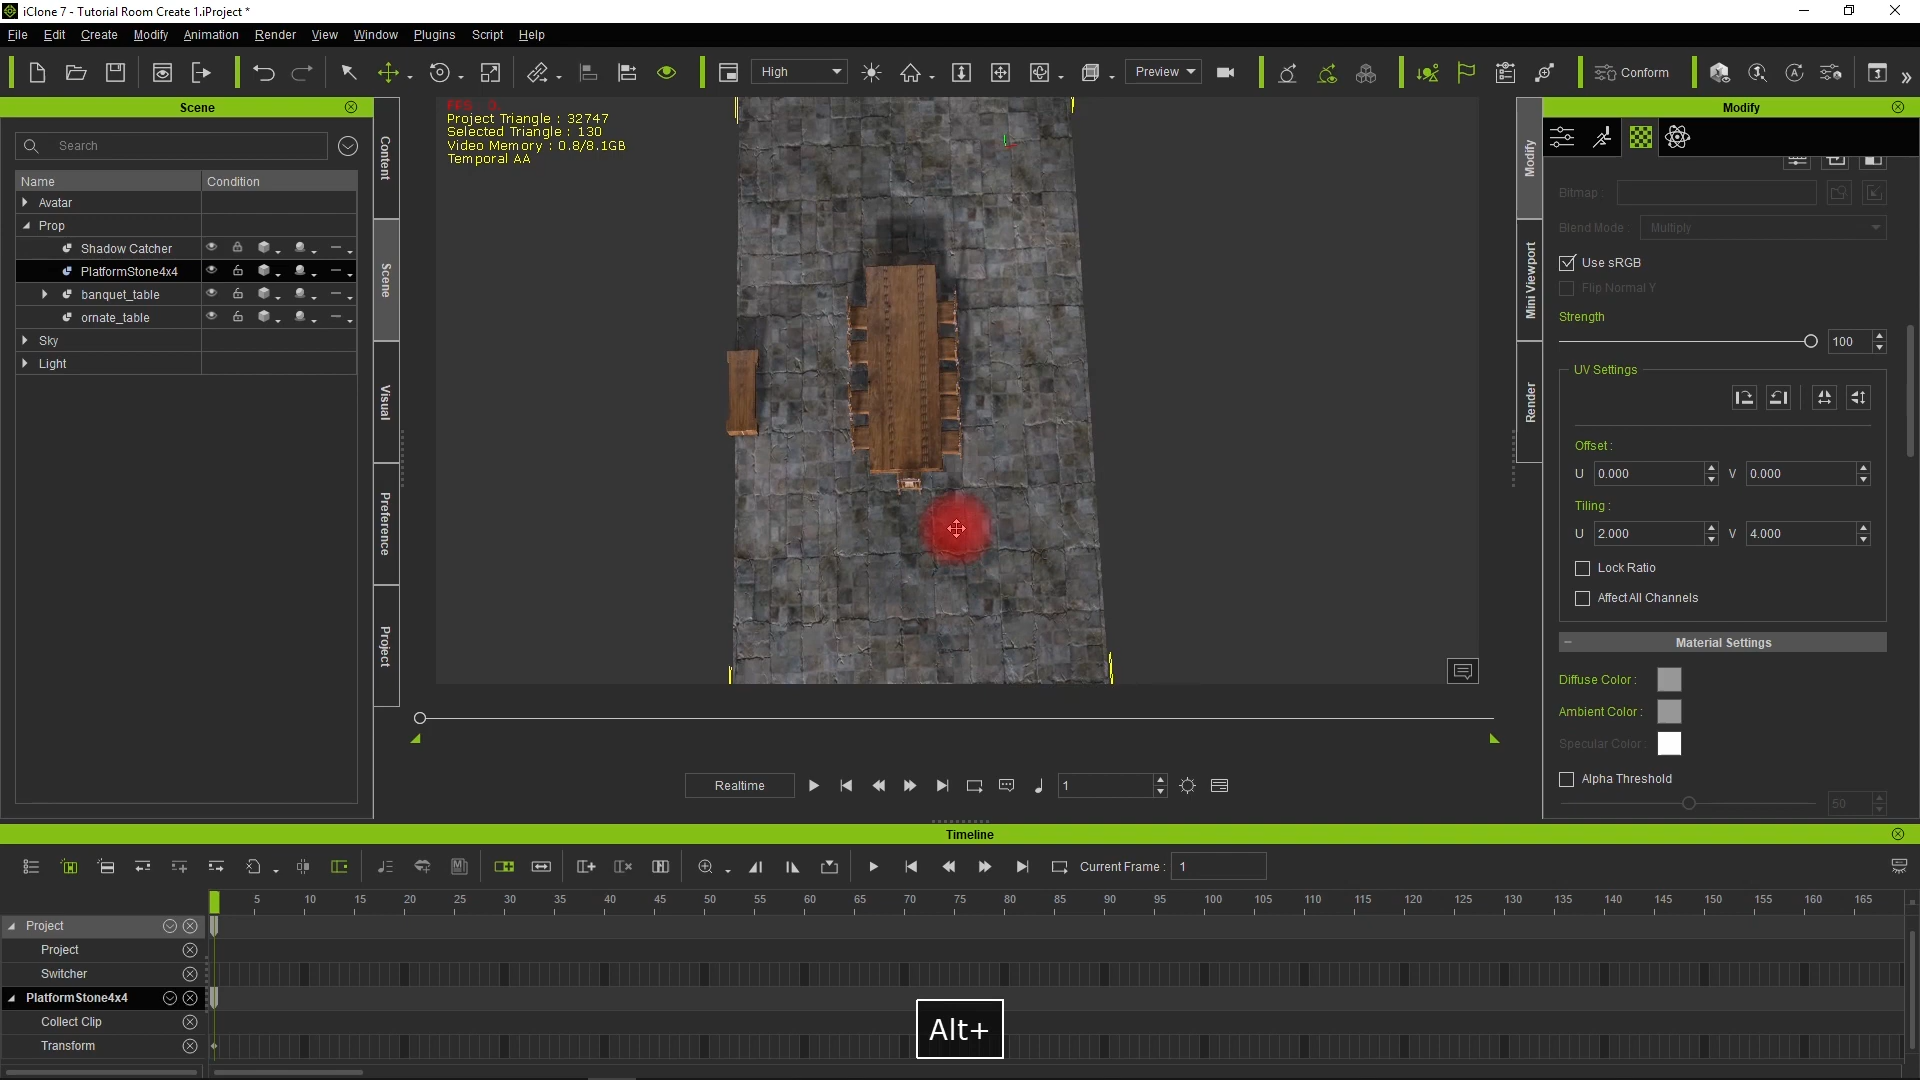 iClone 7 - Tutorial Room Create 1.iProject *
File Edit Create Modify Animation Render View Window Plugins Script Help
High
Preview
Conform
Scene
Search
Name Condition
Avatar
Prop
Shadow Catcher
PlatformStone4x4
banquet_table
ornate_table
Sky
Light
Content
Scene
Visual
Preference
Project
FPS 0
Project Triangle : 32747
Selected Triangle : 130
Video Memory : 0.8/8.1GB
Temporal AA
Modify
Mini Viewport
Render
Modify
Bitmap :
Blend Mode : Multiply
Use sRGB
Flip Normal Y
Strength
100
UV Settings
Offset :
U 0.000 V 0.000
Tiling :
U 2.000 V 4.000
Lock Ratio
Affect All Channels
Material Settings
Diffuse Color :
Ambient Color :
Specular Color :
Alpha Threshold
50
Realtime
1
Timeline
Current Frame : 1
5 10 15 20 25 30 35 40 45 50 55 60 65 70 75 80 85 90 95 100 105 110 115 120 125 130 135 140 145 150 155 160 165
Project
Project
Switcher
PlatformStone4x4
Collect Clip
Transform
Alt+